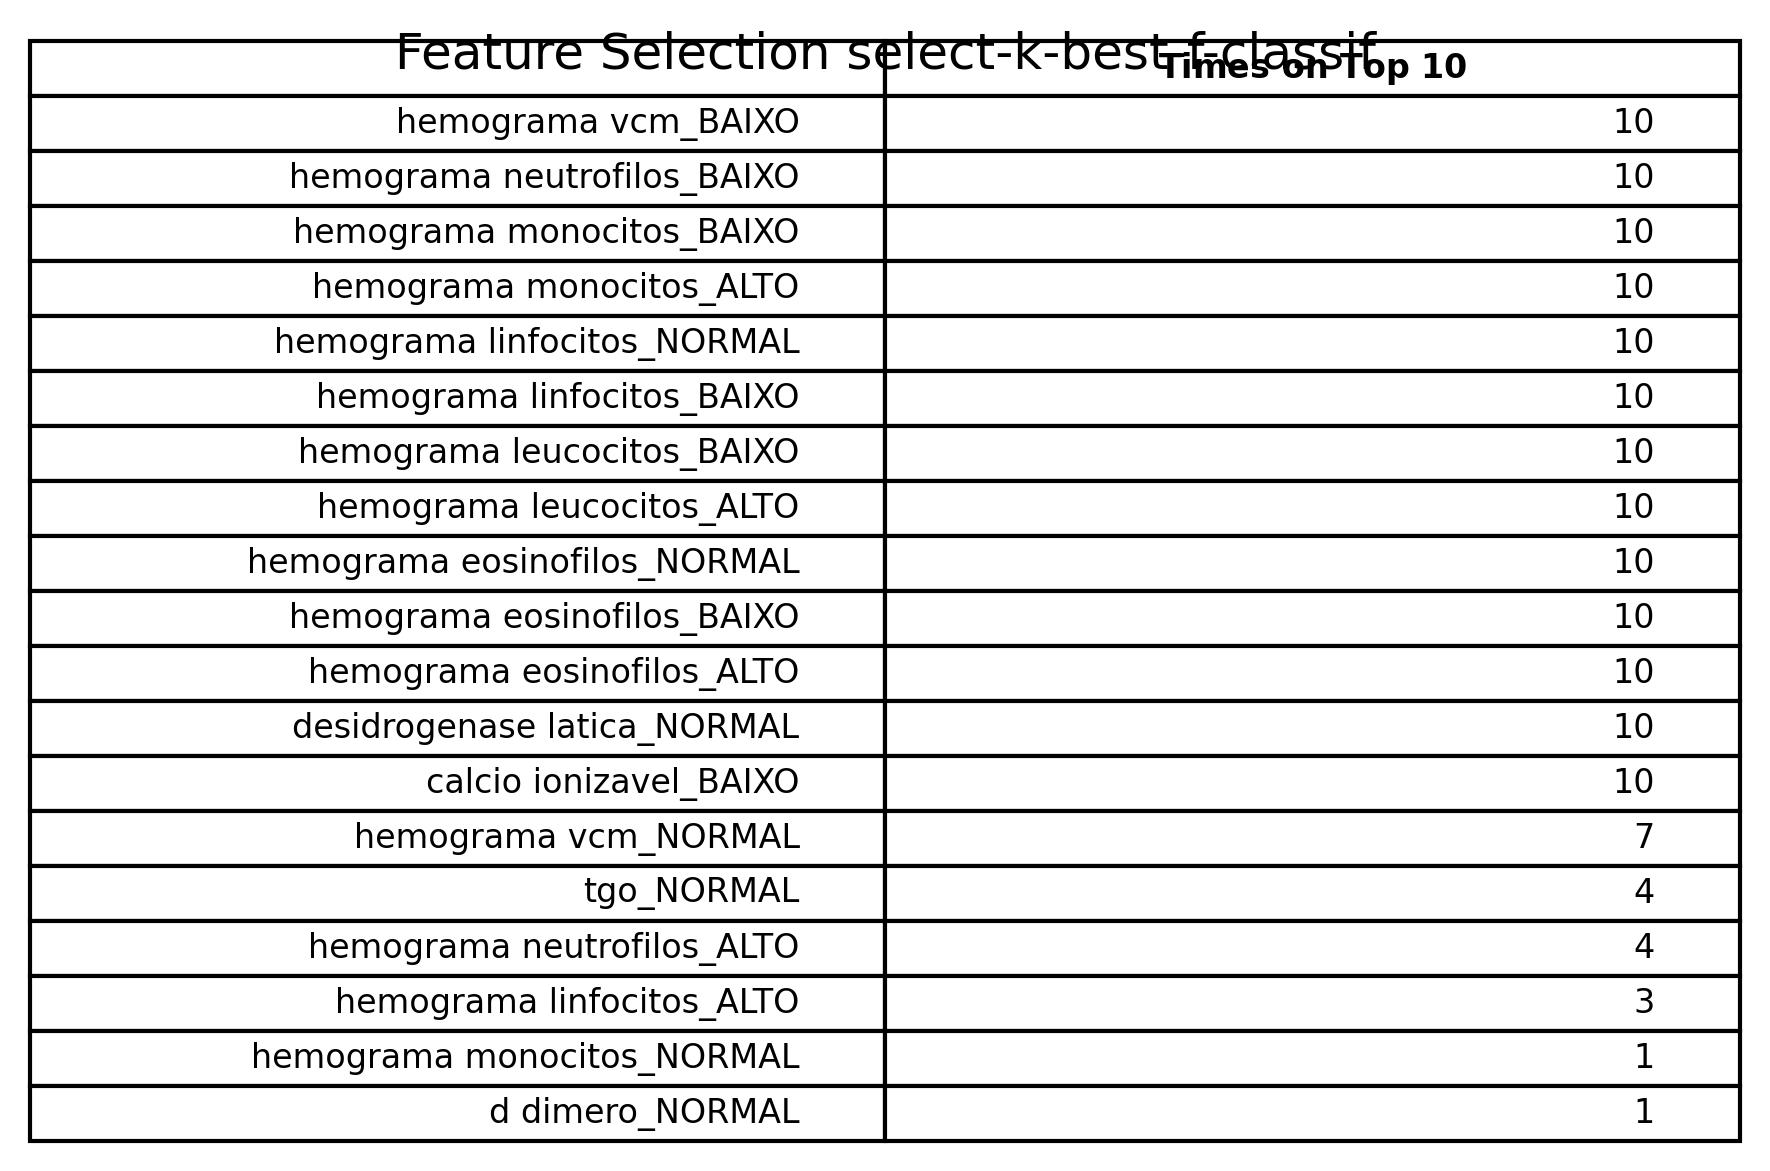 Feature Selection select-k-best-f-classif
Times on Top 10
hemograma vcm_BAIXO 10
hemograma neutrofilos_BAIXO 10
hemograma monocitos_BAIXO 10
hemograma monocitos_ALTO 10
hemograma linfocitos_NORMAL 10
hemograma linfocitos_BAIXO 10
hemograma leucocitos_BAIXO 10
hemograma leucocitos_ALTO 10
hemograma eosinofilos_NORMAL 10
hemograma eosinofilos_BAIXO 10
hemograma eosinofilos_ALTO 10
desidrogenase latica_NORMAL 10
calcio ionizavel_BAIXO 10
hemograma vcm_NORMAL 7
tgo_NORMAL 4
hemograma neutrofilos_ALTO 4
hemograma linfocitos_ALTO 3
hemograma monocitos_NORMAL 1
d dimero_NORMAL 1